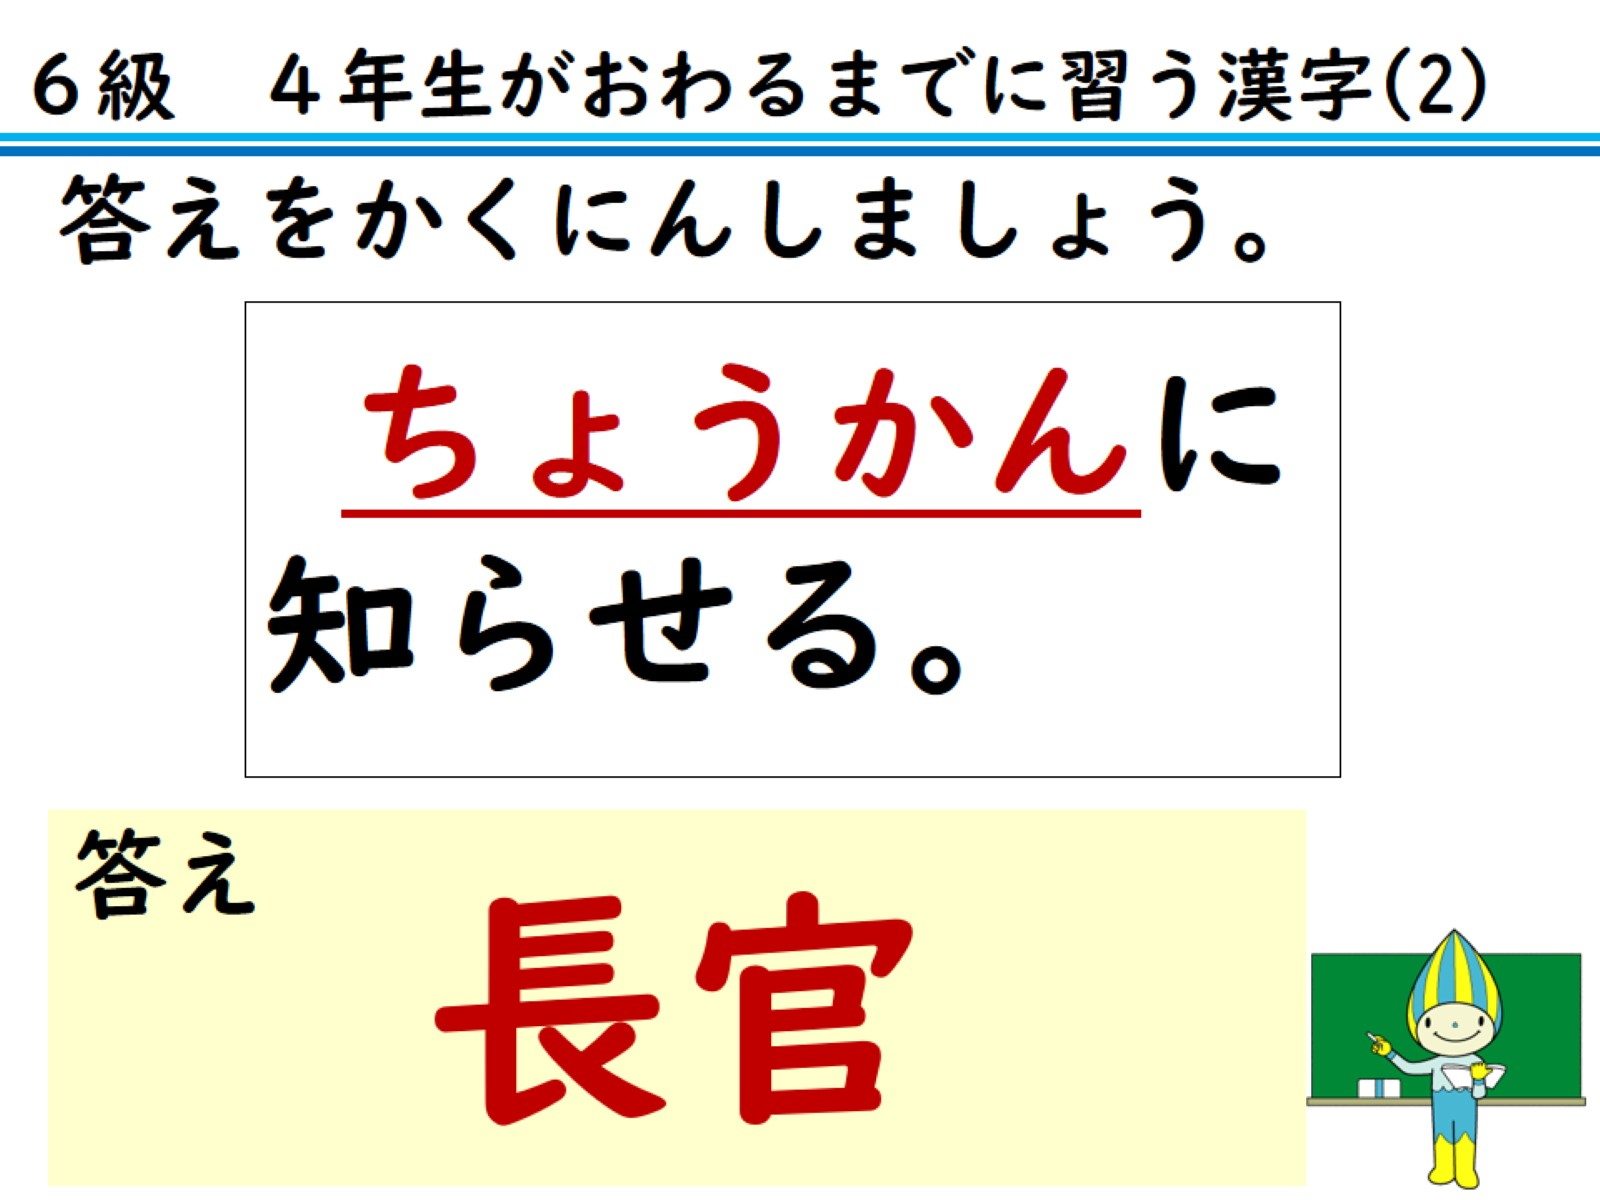 ６級　４年生がおわるまでに習う漢字(2)
答えをかくにんしましょう。
ちょうかんに
知らせる。
答え
長官